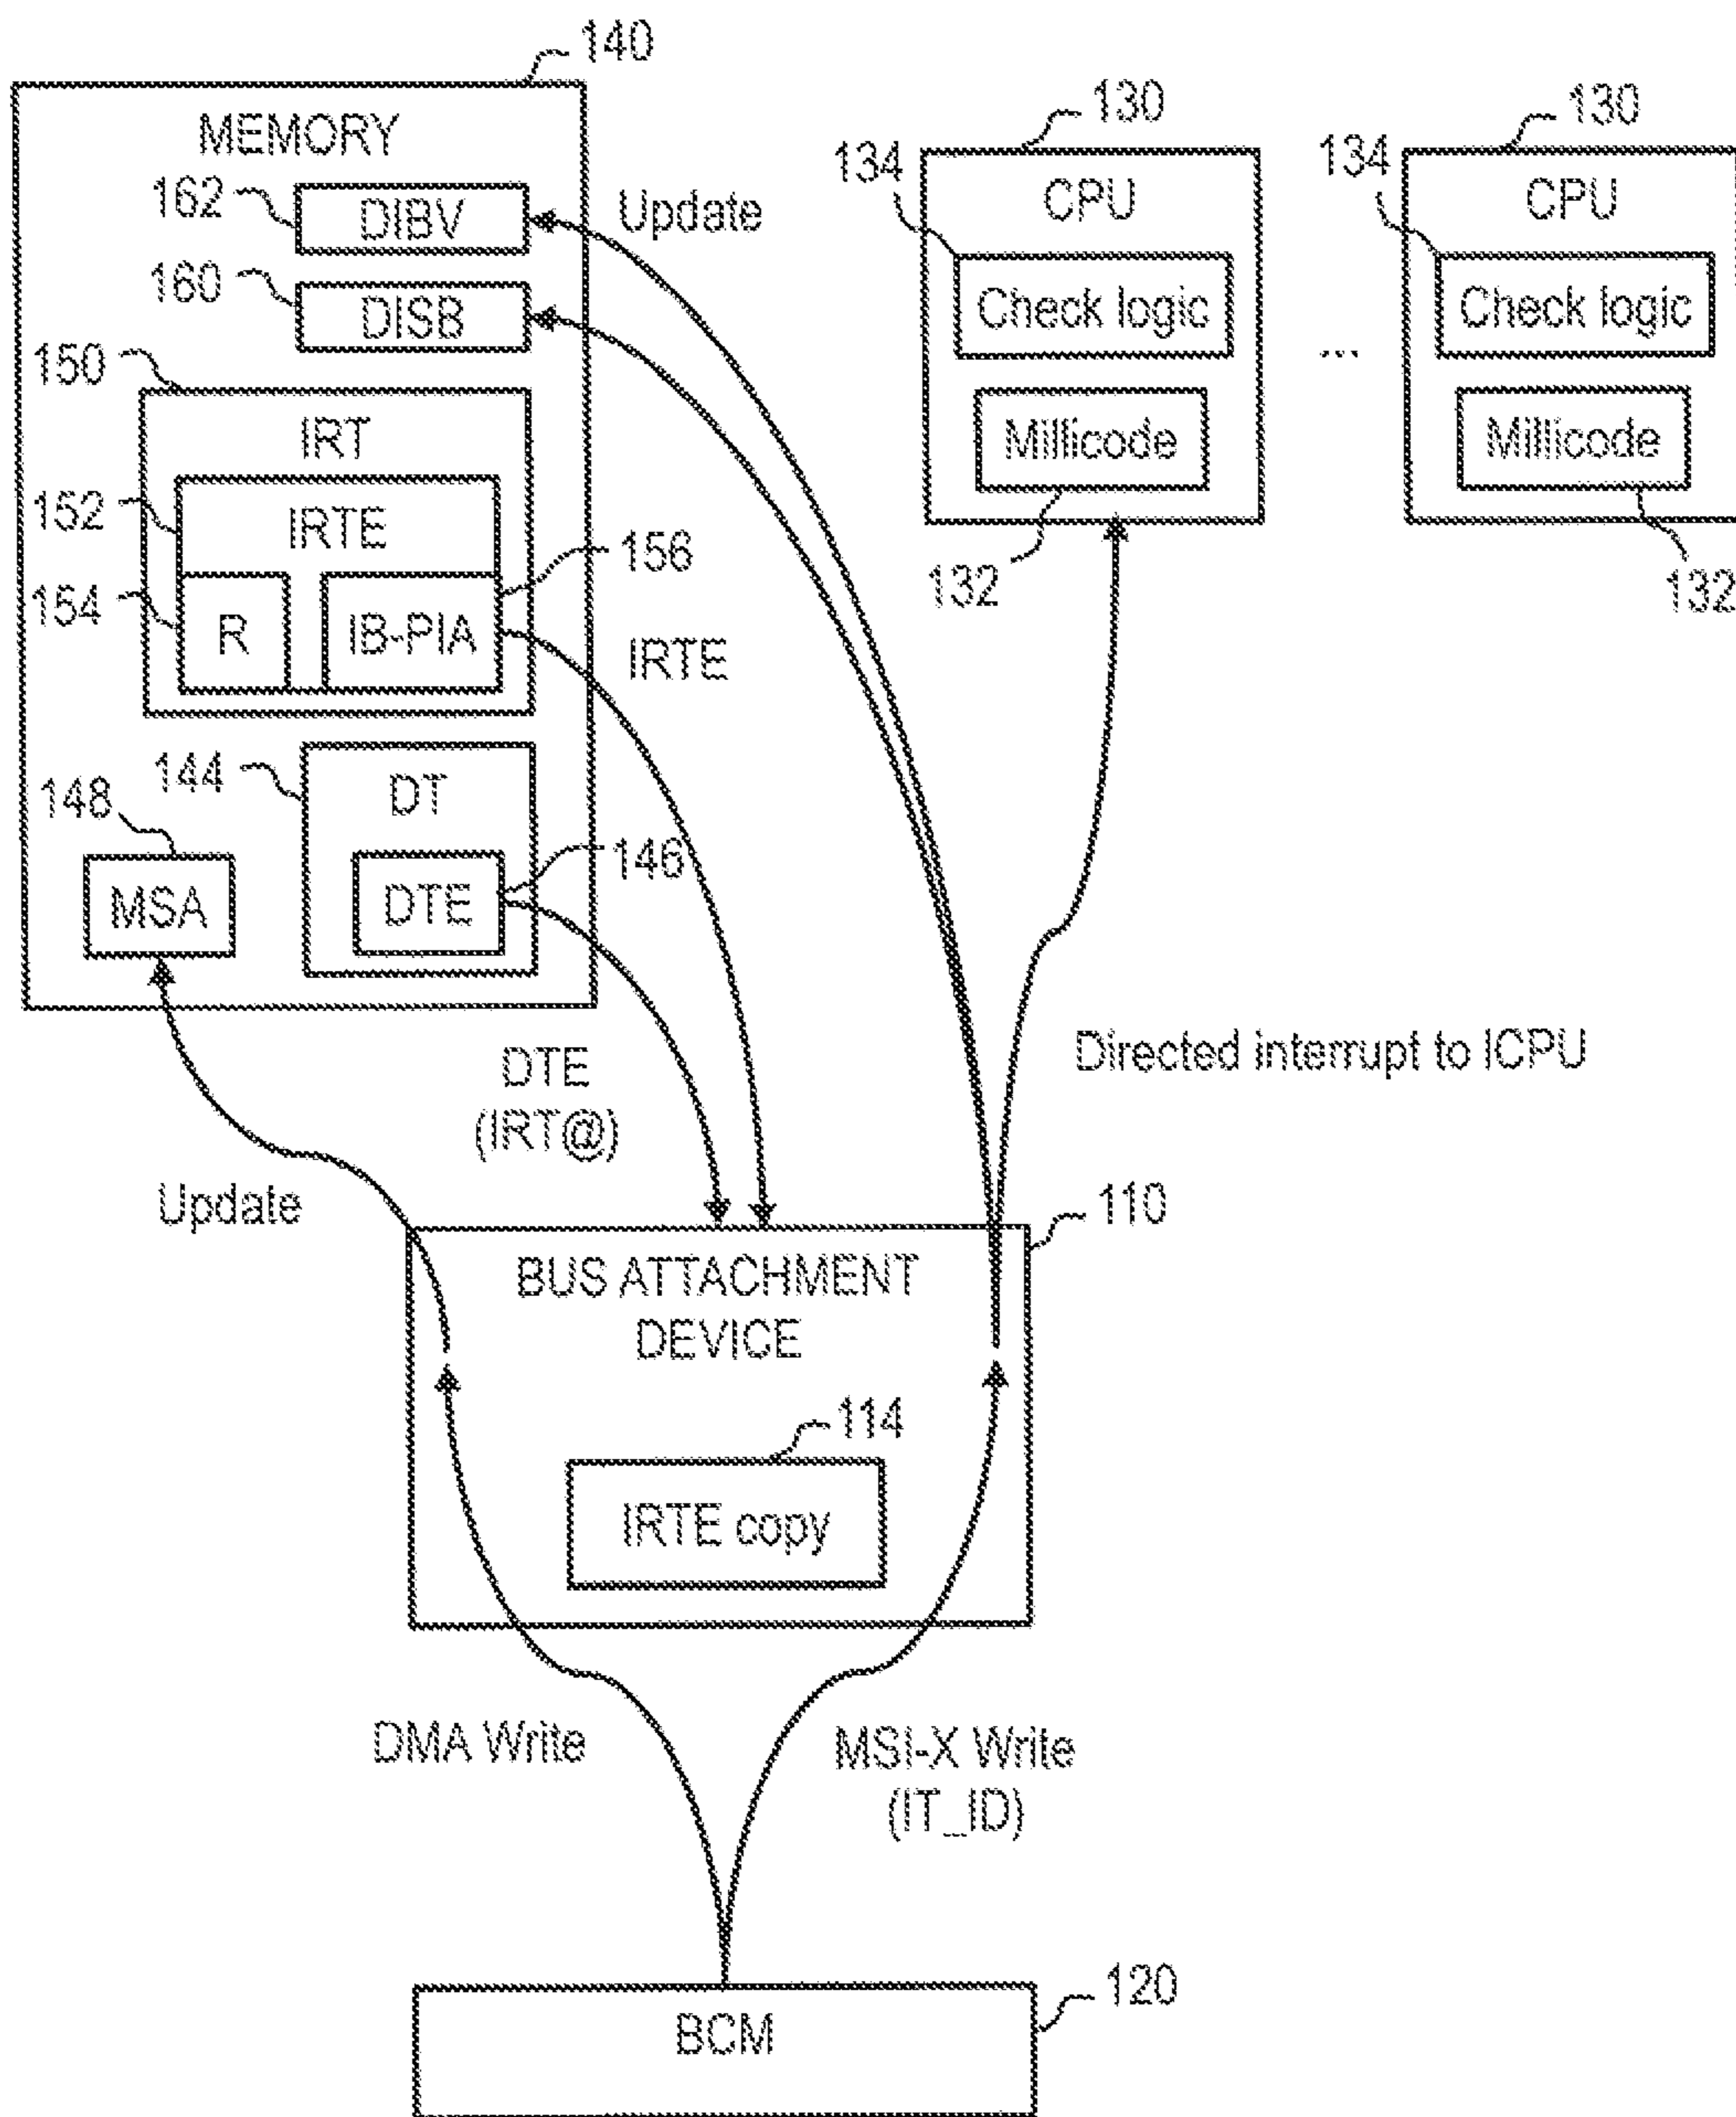 140
MEMORY
162
DIBV
Update
160
DISB
150
IRT
152
IRTE
154
R
IB-PIA
156
IRTE
144
DT
148
MSA
146
DTE
DTE
(IRT@)
Update
130
134
CPU
Check logic
Millicode
132
...
130
134
CPU
Check logic
Millicode
132
Directed interrupt to ICPU
110
BUS ATTACHMENT
DEVICE
114
IRTE copy
DMA Write
MSI-X Write
(IT_ID)
120
BCM